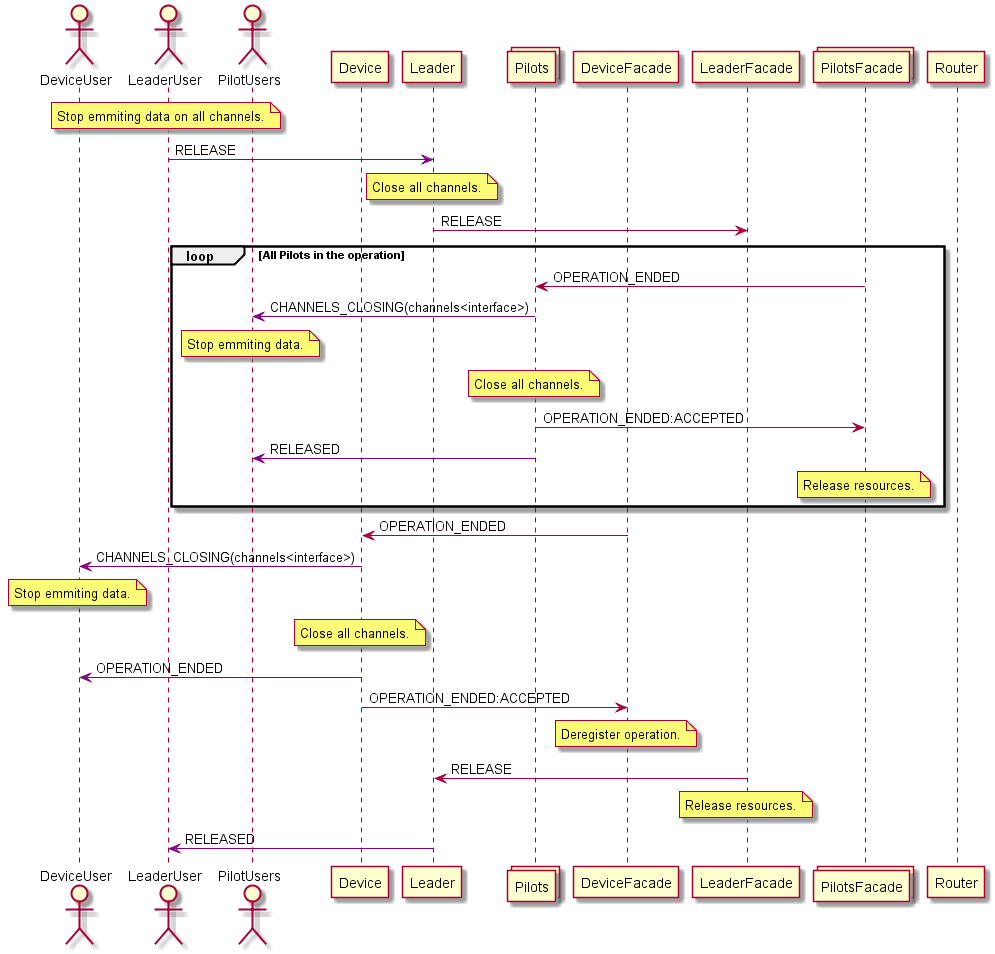 DeviceUser LeaderUser PilotUsers Device Leader Pilots DeviceFacade LeaderFacade PilotsFacade Router
Stop emmiting data on all channels.
RELEASE
Close all channels.
RELEASE
loop [All Pilots in the operation]
OPERATION_ENDED
CHANNELS_CLOSING(channels<interface>)
Stop emmiting data.
Close all channels.
OPERATION_ENDED:ACCEPTED
RELEASED
Release resources.
OPERATION_ENDED
CHANNELS_CLOSING(channels<interface>)
Stop emmiting data.
Close all channels.
OPERATION_ENDED
OPERATION_ENDED:ACCEPTED
Deregister operation.
RELEASE
Release resources.
RELEASED
DeviceUser LeaderUser PilotUsers Device Leader Pilots DeviceFacade LeaderFacade PilotsFacade Router